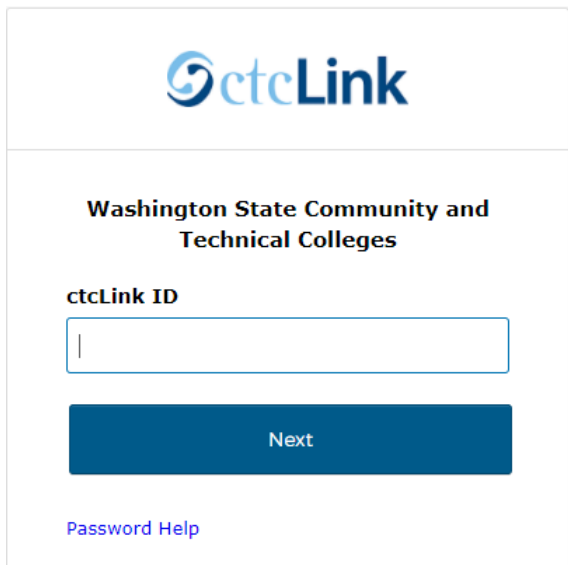 ctcLink
Washington State Community and
Technical Colleges
ctcLink ID
Next
Password Help